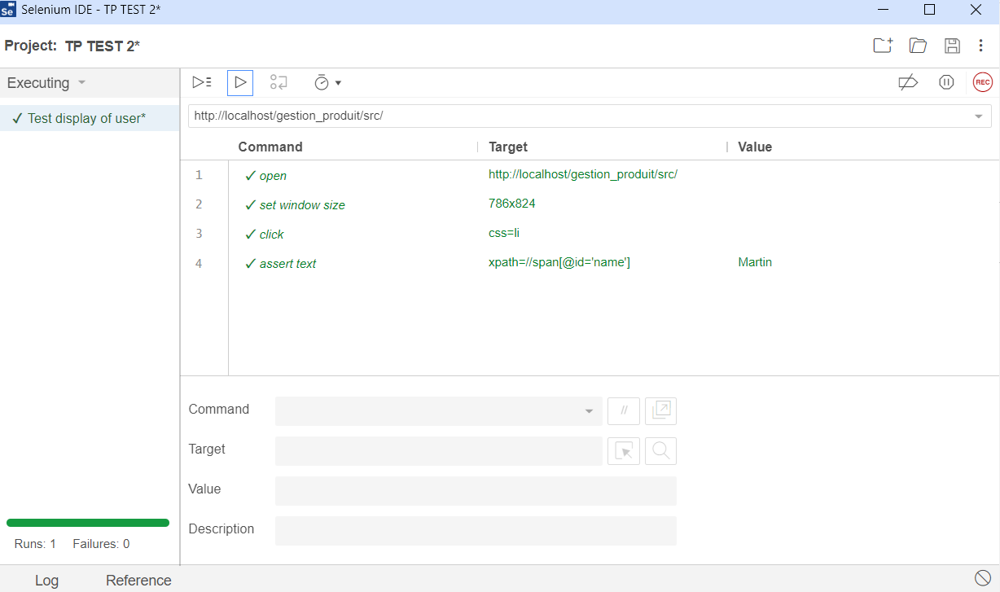 Se Selenium IDE - TP TEST 2*
Project: TP TEST 2*
Executing
REC
✓ Test display of user*
http://localhost/gestion_produit/src/
Command Target Value
1 ✓ open http://localhost/gestion_produit/src/
2 ✓ set window size 786x824
3 ✓ click css=li
4 ✓ assert text xpath=//span[@id='name'] Martin
Command //
Target
Value
Description
Runs: 1 Failures: 0
Log Reference